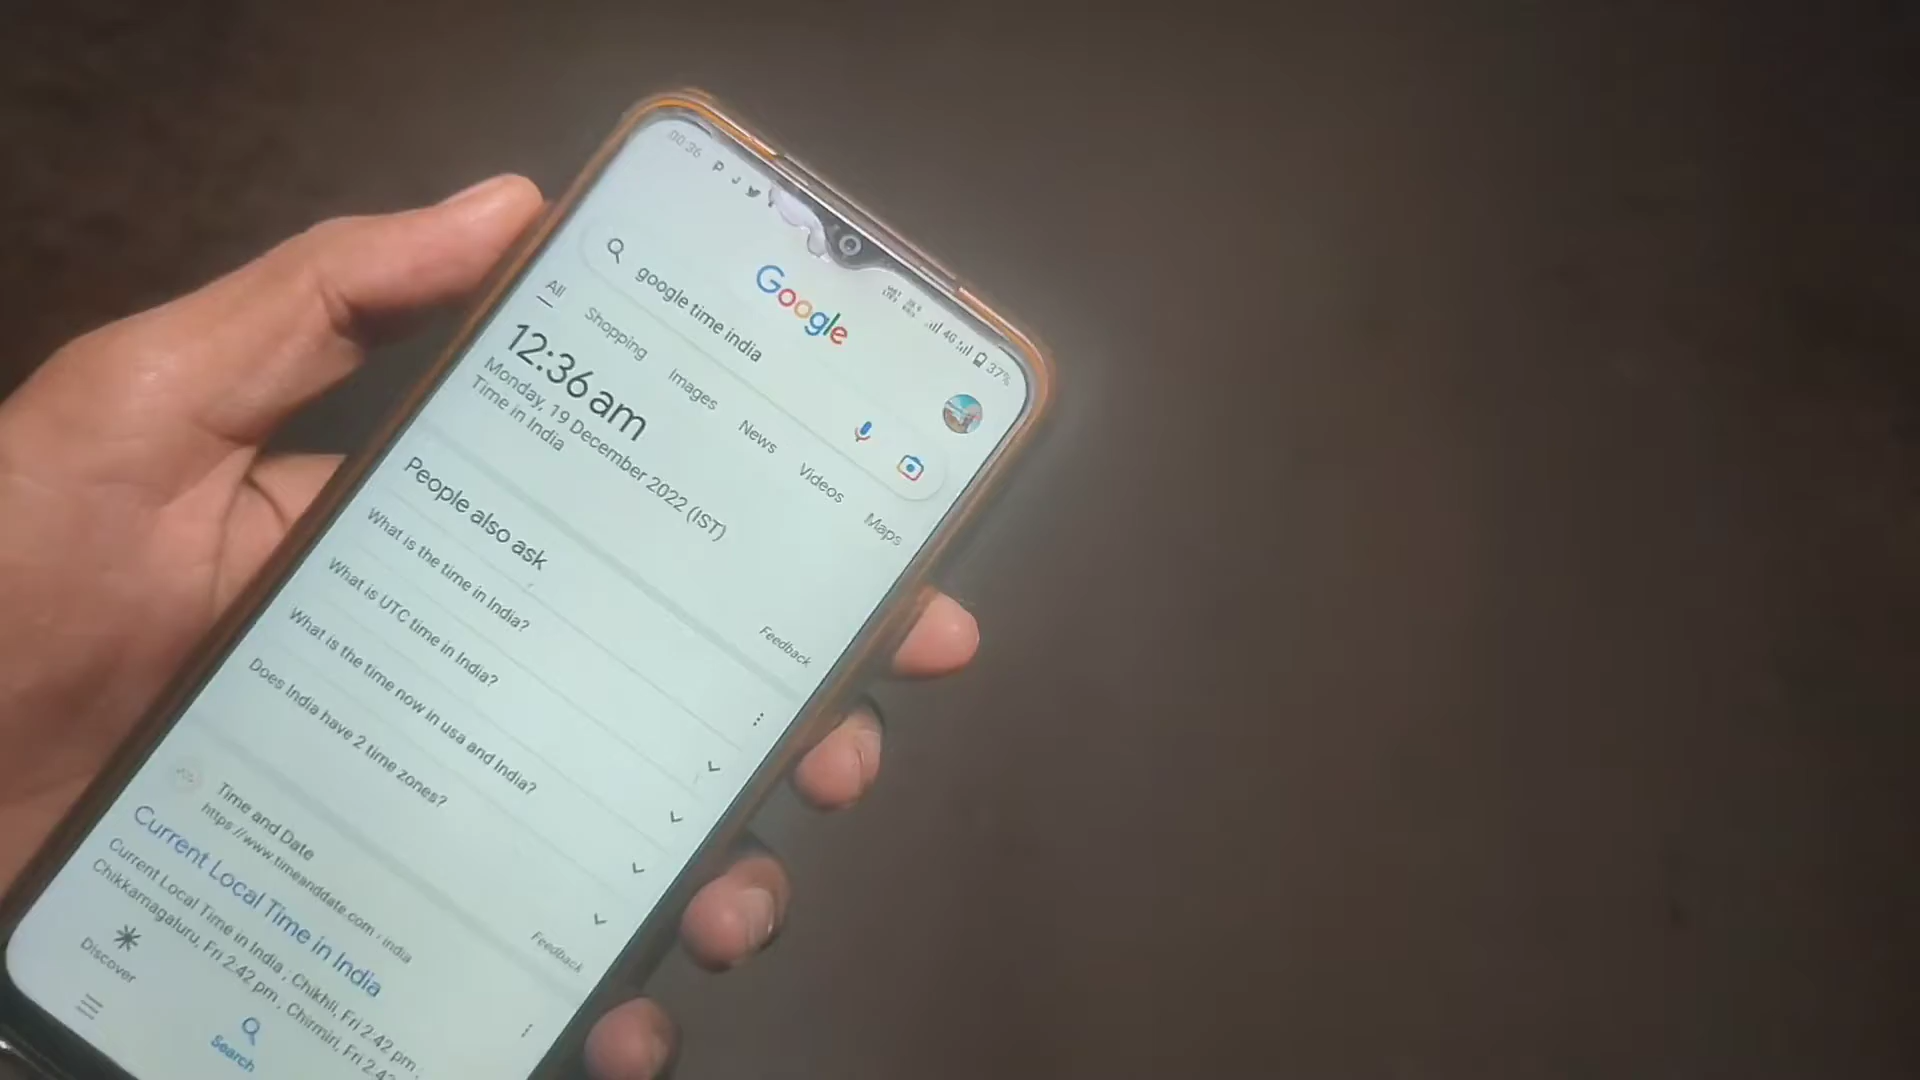 00:36
4G 37%
Google
google time india
All Shopping Images News Videos Maps
12:36 am
Monday, 19 December 2022 (IST)
Time in India
Feedback
People also ask
What is the time in India?
What is UTC time in India?
What is the time now in usa and India?
Does India have 2 time zones?
Feedback
Time and Date
https://www.timeanddate.com › india
Current Local Time in India
Current Local Time in India ; Chikhli, Fri 2:42 pm ;
Chikkamagaluru, Fri 2:42 pm ; Chirmiri, Fri 2:4
Discover
Search